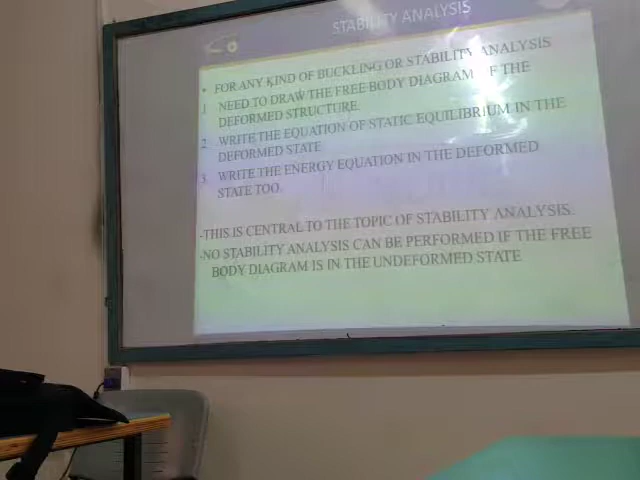 STABILITY ANALYSIS
• FOR ANY KIND OF BUCKLING OR STABILITY ANALYSIS
1 NEED TO DRAW THE FREE BODY DIAGRAM OF THE
DEFORMED STRUCTURE.
2. WRITE THE EQUATION OF STATIC EQUILIBRIUM IN THE
DEFORMED STATE
3. WRITE THE ENERGY EQUATION IN THE DEFORMED
STATE TOO.
-THIS IS CENTRAL TO THE TOPIC OF STABILITY ANALYSIS.
-NO STABILITY ANALYSIS CAN BE PERFORMED IF THE FREE
BODY DIAGRAM IS IN THE UNDEFORMED STATE